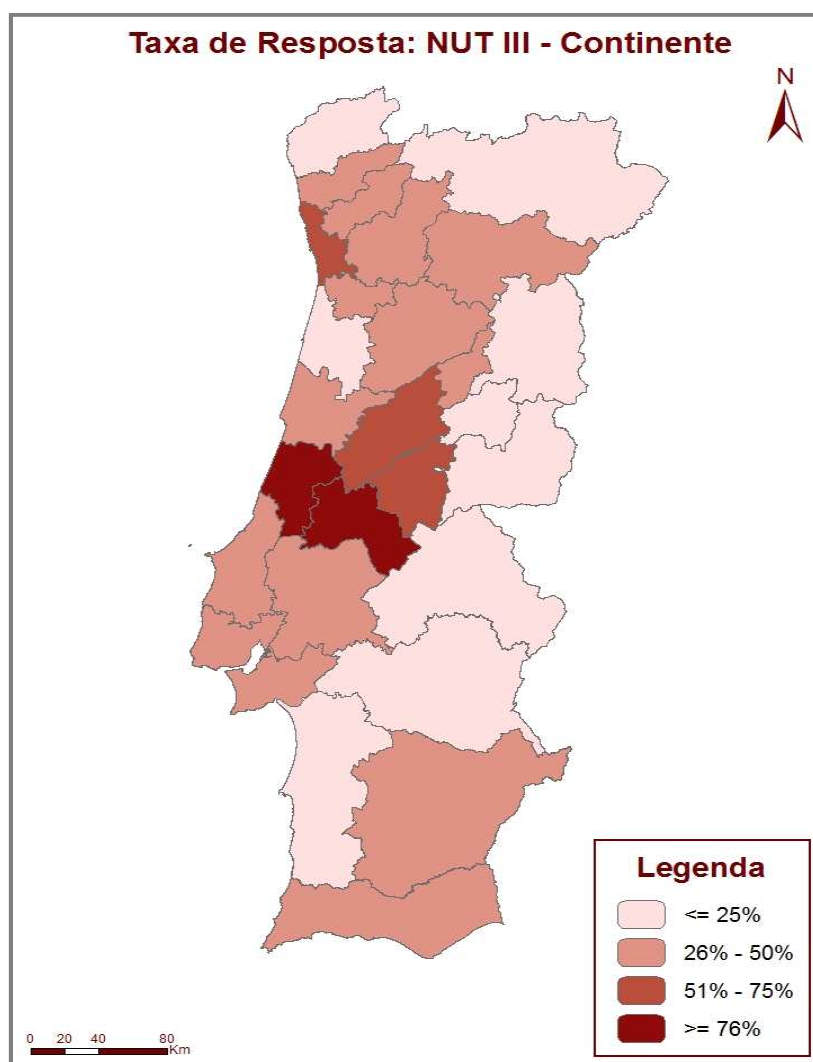 Taxa de Resposta: NUT III - Continente
N
Legenda
<= 25%
26% - 50%
51% - 75%
>= 76%
0 20 40 80
Km